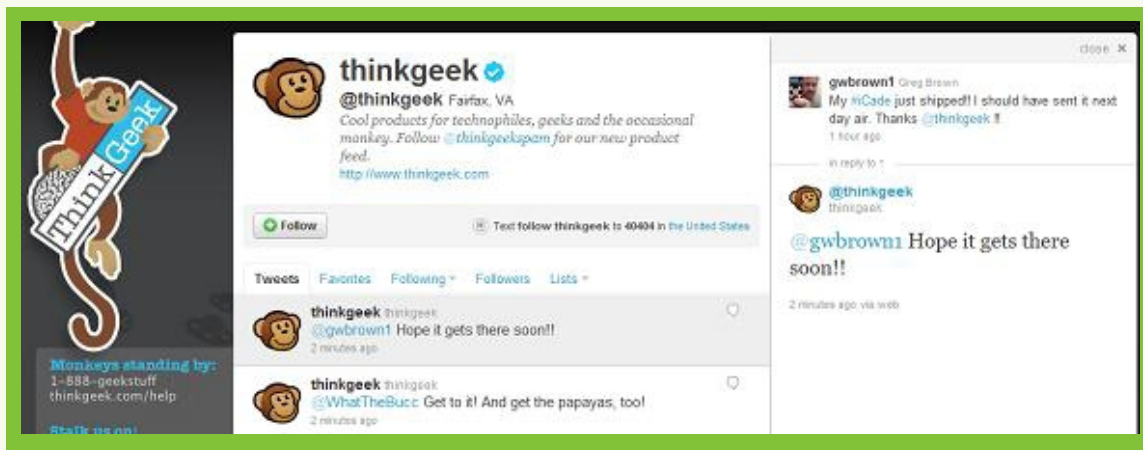 Think Geek
Monkeys standing by:
1-888-geekstuff
thinkgeek.com/help
Stalk us on:
thinkgeek
@thinkgeek Fairfax, VA
Cool products for technophiles, geeks and the occasional
monkey. Follow @thinkgeekspam for our new product
feed.
http://www.thinkgeek.com
Follow
Text follow thinkgeek to 40404 in the United States
Tweets Favorites Following Followers Lists
thinkgeek thinkgeek
@gwbrown1 Hope it gets there soon!!
2 minutes ago
thinkgeek thinkgeek
@WhatTheBucc Get to it! And get the papayas, too!
2 minutes ago
close x
gwbrown1 Greg Brown
My #iCade just shipped!! I should have sent it next
day air. Thanks @thinkgeek !!
1 hour ago
in reply to ↑
@thinkgeek
thinkgeek
@gwbrown1 Hope it gets there
soon!!
2 minutes ago via web